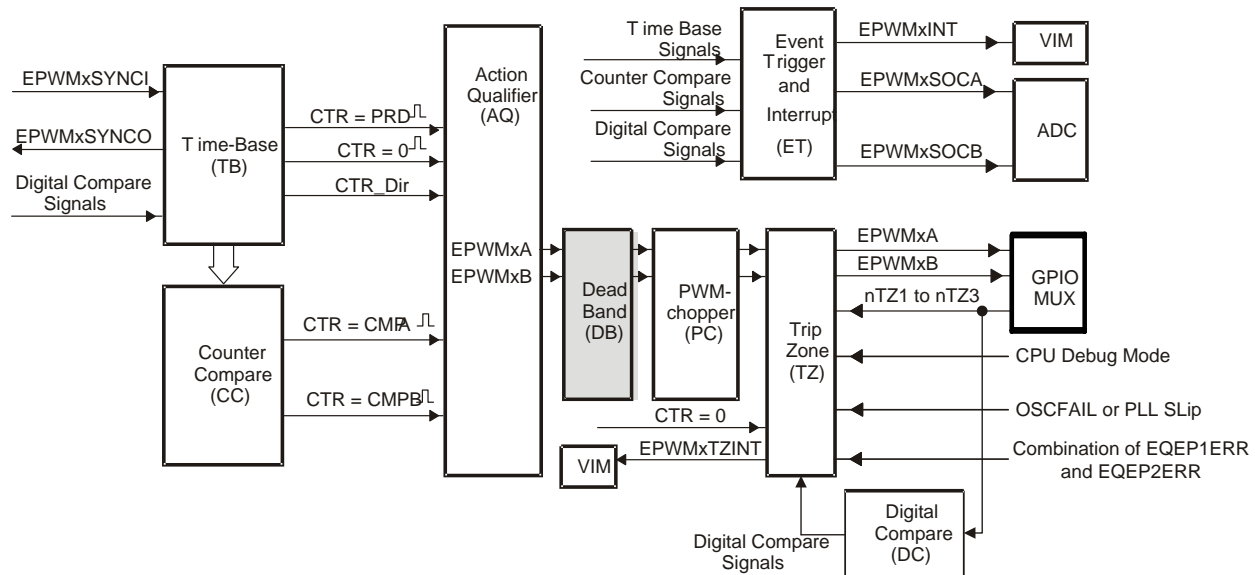 EPWMxSYNCI
EPWMxSYNCO
Digital Compare
Signals
Time-Base
(TB)
CTR = PRD
CTR = 0
CTR_Dir
Counter
Compare
(CC)
CTR = CMPA
CTR = CMPB
Action
Qualifier
(AQ)
EPWMxA
EPWMxB
Time Base
Signals
Counter Compare
Signals
Digital Compare
Signals
Event
Trigger
and
Interrupt
(ET)
EPWMxINT
EPWMxSOCA
EPWMxSOCB
VIM
ADC
Dead
Band
(DB)
PWM-
chopper
(PC)
Trip
Zone
(TZ)
EPWMxA
EPWMxB
nTZ1 to nTZ3
GPIO
MUX
CPU Debug Mode
OSCFAIL or PLL SLip
Combination of EQEP1ERR
and EQEP2ERR
CTR = 0
EPWMxTZINT
VIM
Digital Compare
Signals
Digital
Compare
(DC)